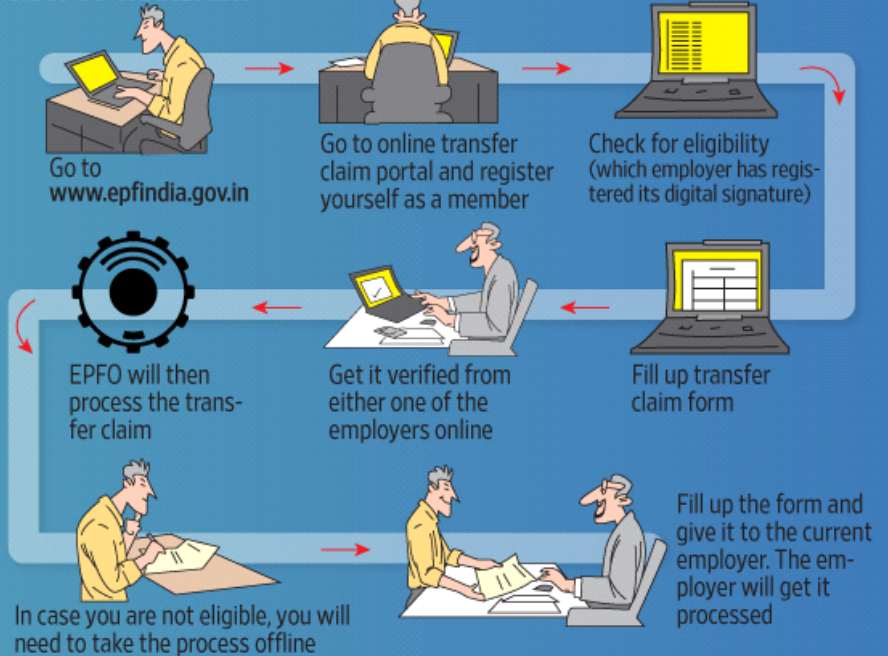 Go to
www.epfindia.gov.in
Go to online transfer
claim portal and register
yourself as a member
Check for eligibility
(which employer has regis-
tered its digital signature)
Fill up transfer
claim form
Get it verified from
either one of the
employers online
EPFO will then
process the trans-
fer claim
In case you are not eligible, you will
need to take the process offline
Fill up the form and
give it to the current
employer. The em-
ployer will get it
processed